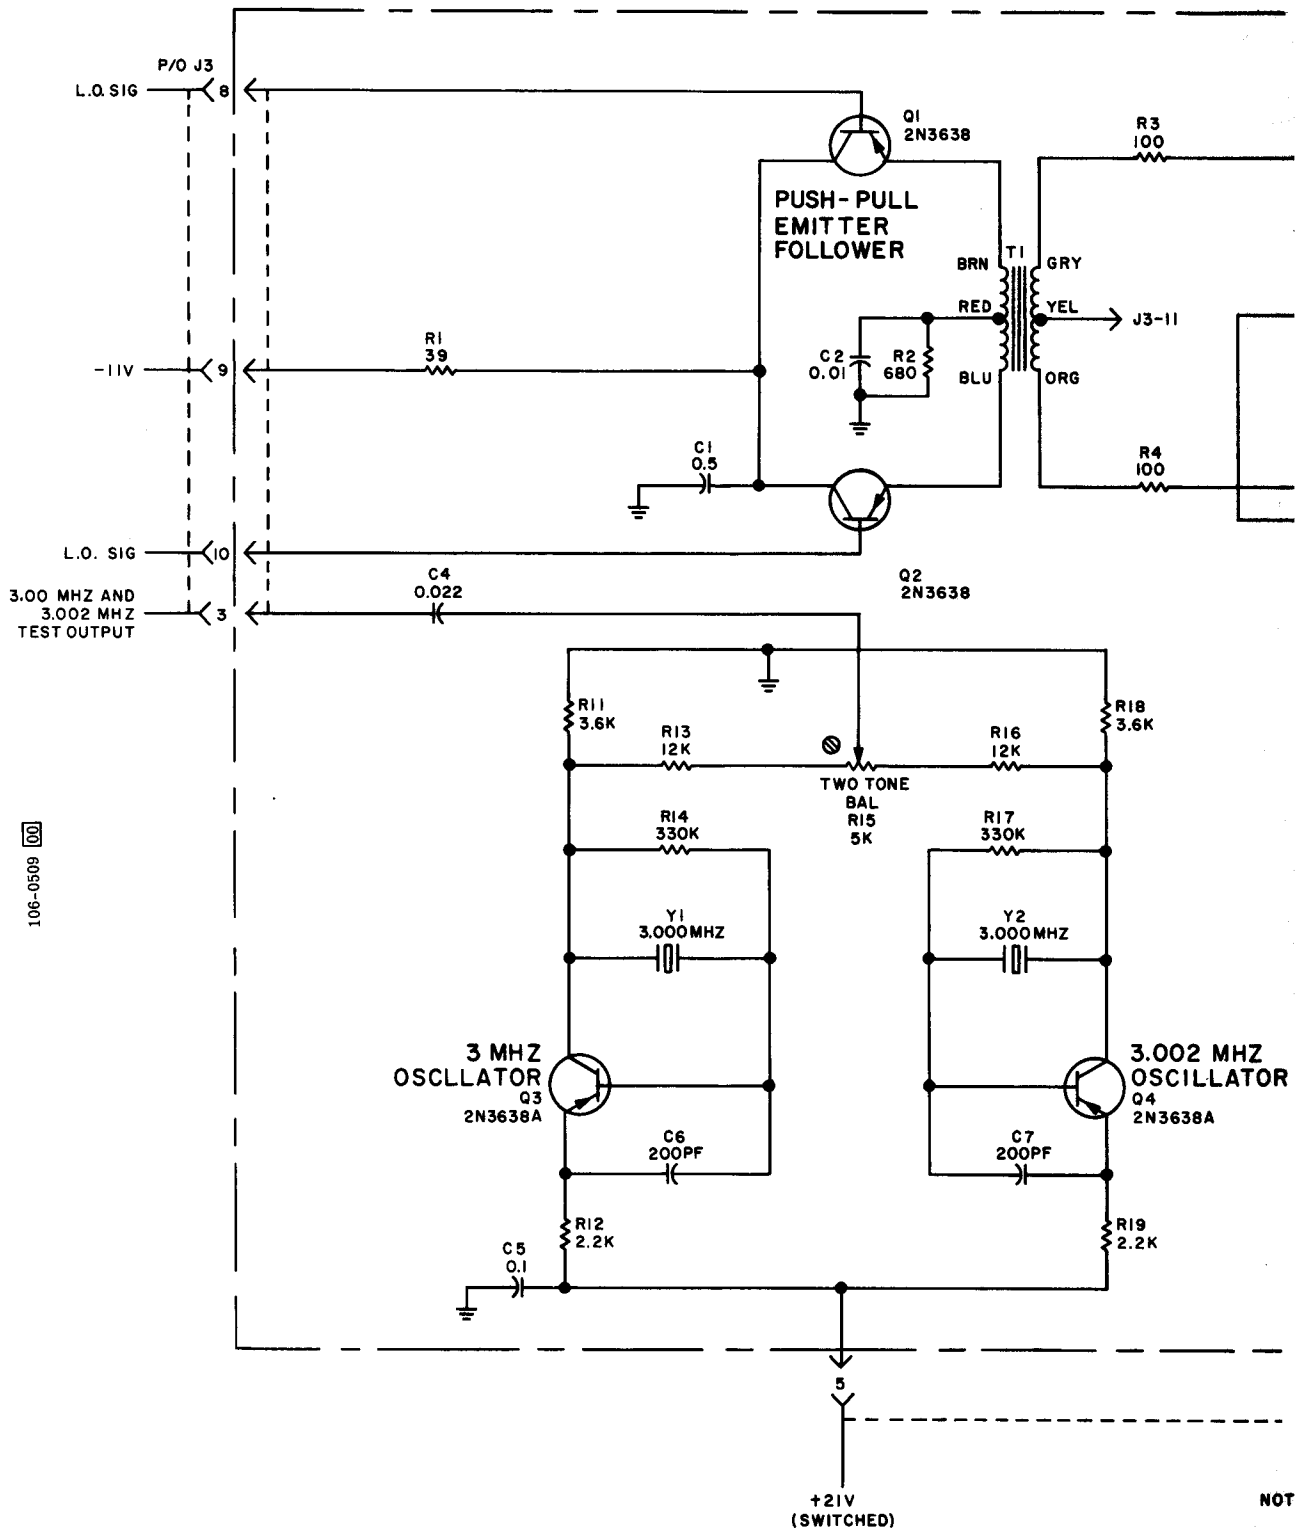 P/O J3
L.O. SIG
8
Q1
2N3638
R3
100
PUSH-PULL
EMITTER
FOLLOWER
T1
BRN
GRY
RED
YEL
J3-11
R1
39
C2
0.01
R2
680
-11V
9
BLU
ORG
C1
0.5
R4
100
L.O. SIG
10
Q2
2N3638
C4
0.022
3.00 MHZ AND
3.002 MHZ
TEST OUTPUT
3
R11
3.6K
R18
3.6K
R13
12K
R16
12K
TWO TONE
BAL
R15
5K
R14
330K
R17
330K
106-0509 00
Y1
3.000MHZ
Y2
3.000MHZ
3 MHZ
OSCLLATOR
Q3
2N3638A
3.002 MHZ
OSCILLATOR
Q4
2N3638A
C6
200PF
C7
200PF
R12
2.2K
R19
2.2K
C5
0.1
5
+21V
(SWITCHED)
NOT